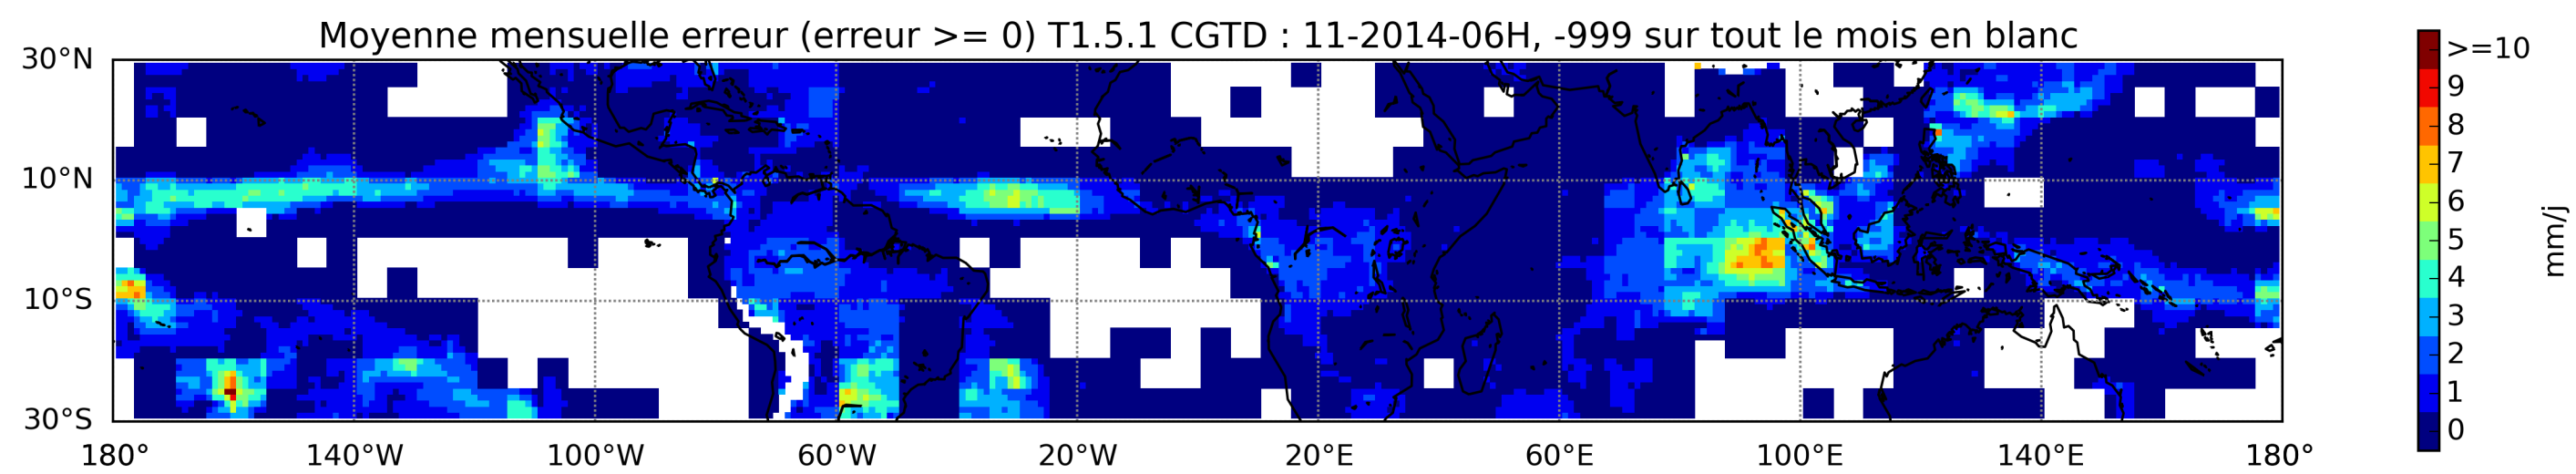 Moyenne mensuelle erreur (erreur >= 0) T1.5.1 CGTD : 11-2014-06H, -999 sur tout le mois en blanc
30°N
10°N
10°S
30°S
180° 140°W 100°W 60°W 20°W 20°E 60°E 100°E 140°E 180°
>=10
9
8
7
6
5
4
3
2
1
0
mm/j